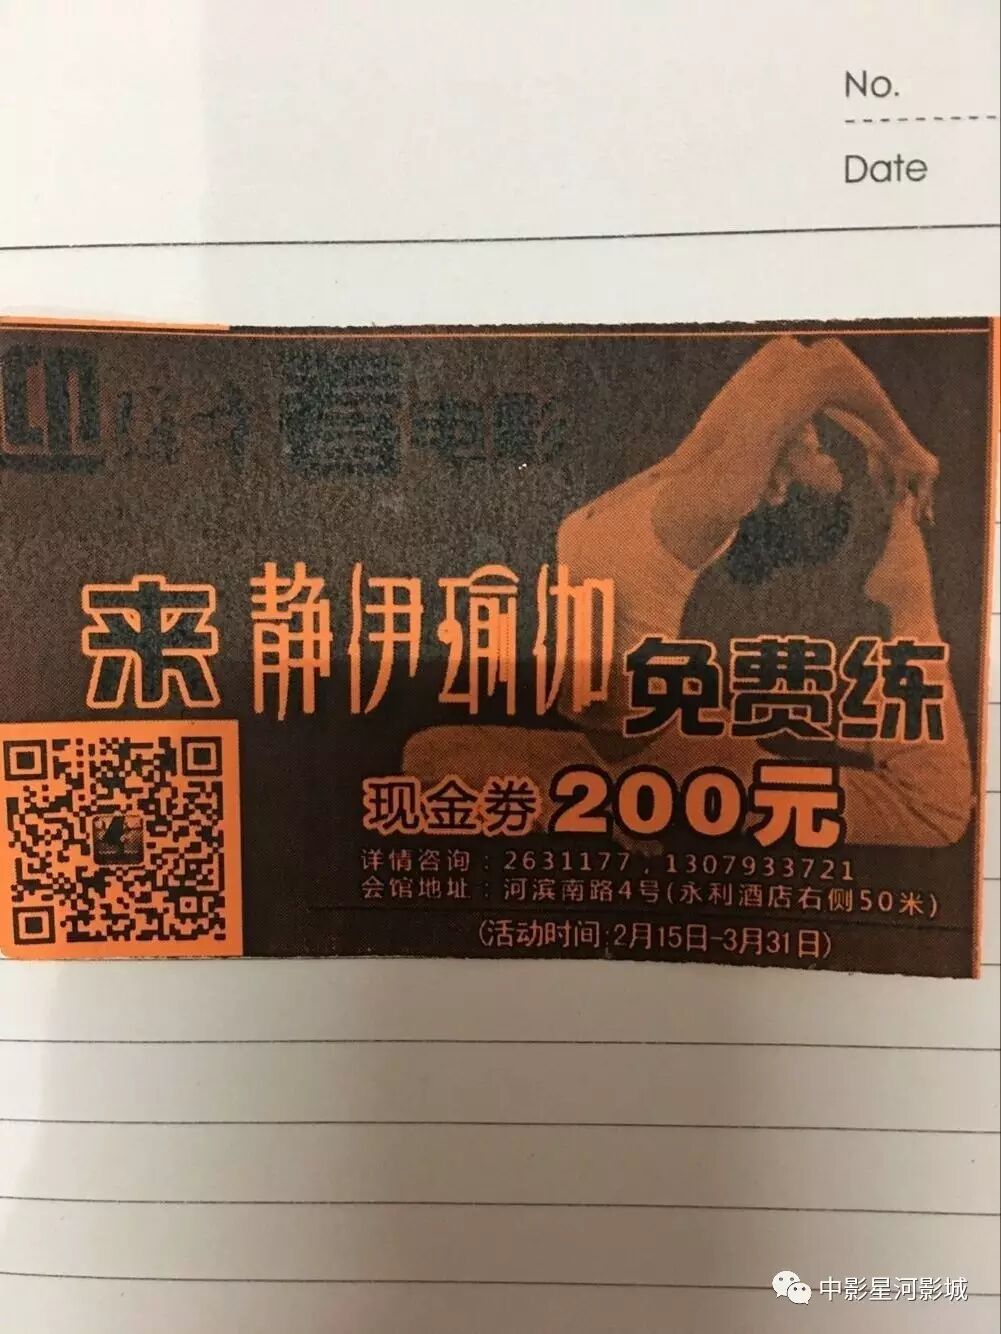 No.
Date
看电影
来静伊瑜伽免费练
现金券200元
详情咨询：2631177，13079933721
会馆地址：河滨南路4号(永利酒店右侧50米)
(活动时间:2月15日-3月31日)
中影星河影城